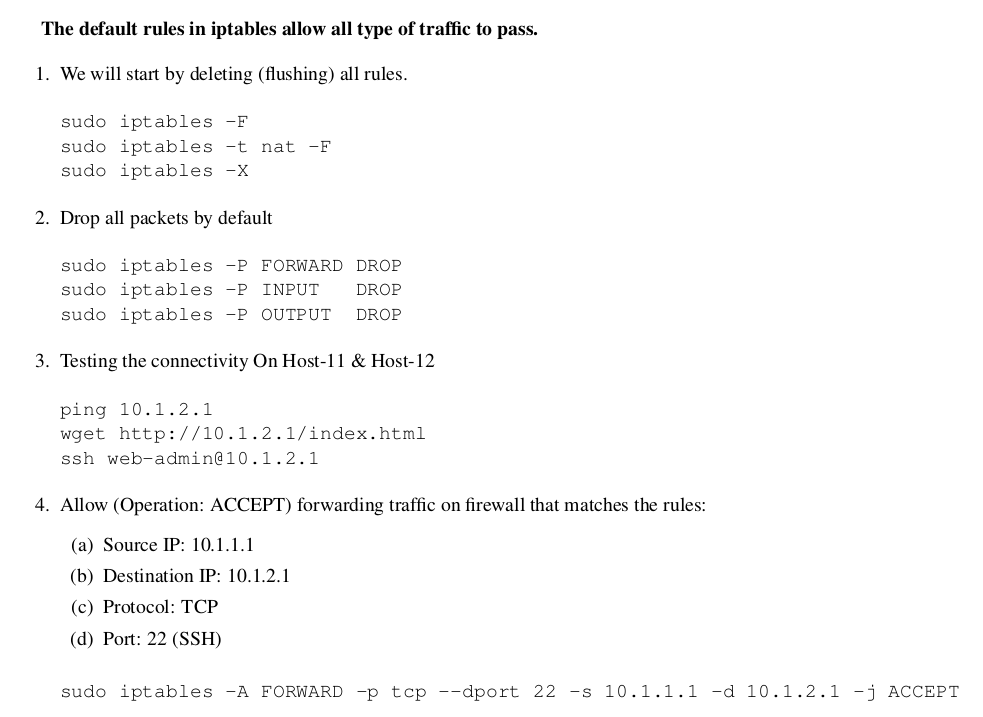 The default rules in iptables allow all type of traffic to pass.
1. We will start by deleting (flushing) all rules.
sudo iptables -F
sudo iptables -t nat -F
sudo iptables -X
2. Drop all packets by default
sudo iptables -P FORWARD DROP
sudo iptables -P INPUT   DROP
sudo iptables -P OUTPUT  DROP
3. Testing the connectivity On Host-11 & Host-12
ping 10.1.2.1
wget http://10.1.2.1/index.html
ssh web-admin@10.1.2.1
4. Allow (Operation: ACCEPT) forwarding traffic on firewall that matches the rules:
(a) Source IP: 10.1.1.1
(b) Destination IP: 10.1.2.1
(c) Protocol: TCP
(d) Port: 22 (SSH)
sudo iptables -A FORWARD -p tcp --dport 22 -s 10.1.1.1 -d 10.1.2.1 -j ACCEPT